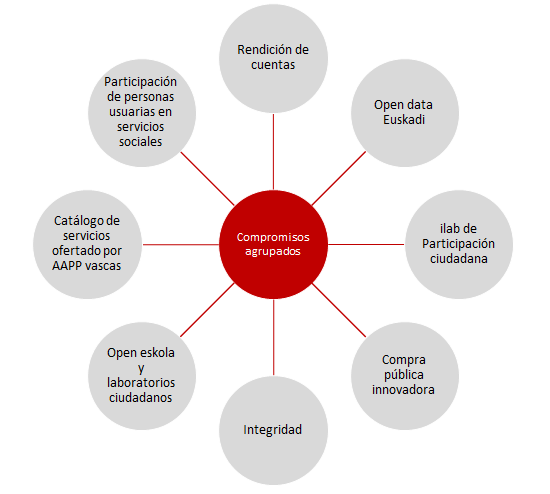 Rendición de
cuentas
Open data
Euskadi
ilab de
Participación
ciudadana
Compra
pública
innovadora
Integridad
Open eskola
y
laboratorios
ciudadanos
Catálogo de
servicios
ofertado por
AAPP vascas
Participación
de personas
usuarias en
servicios
sociales
Compromisos
agrupados